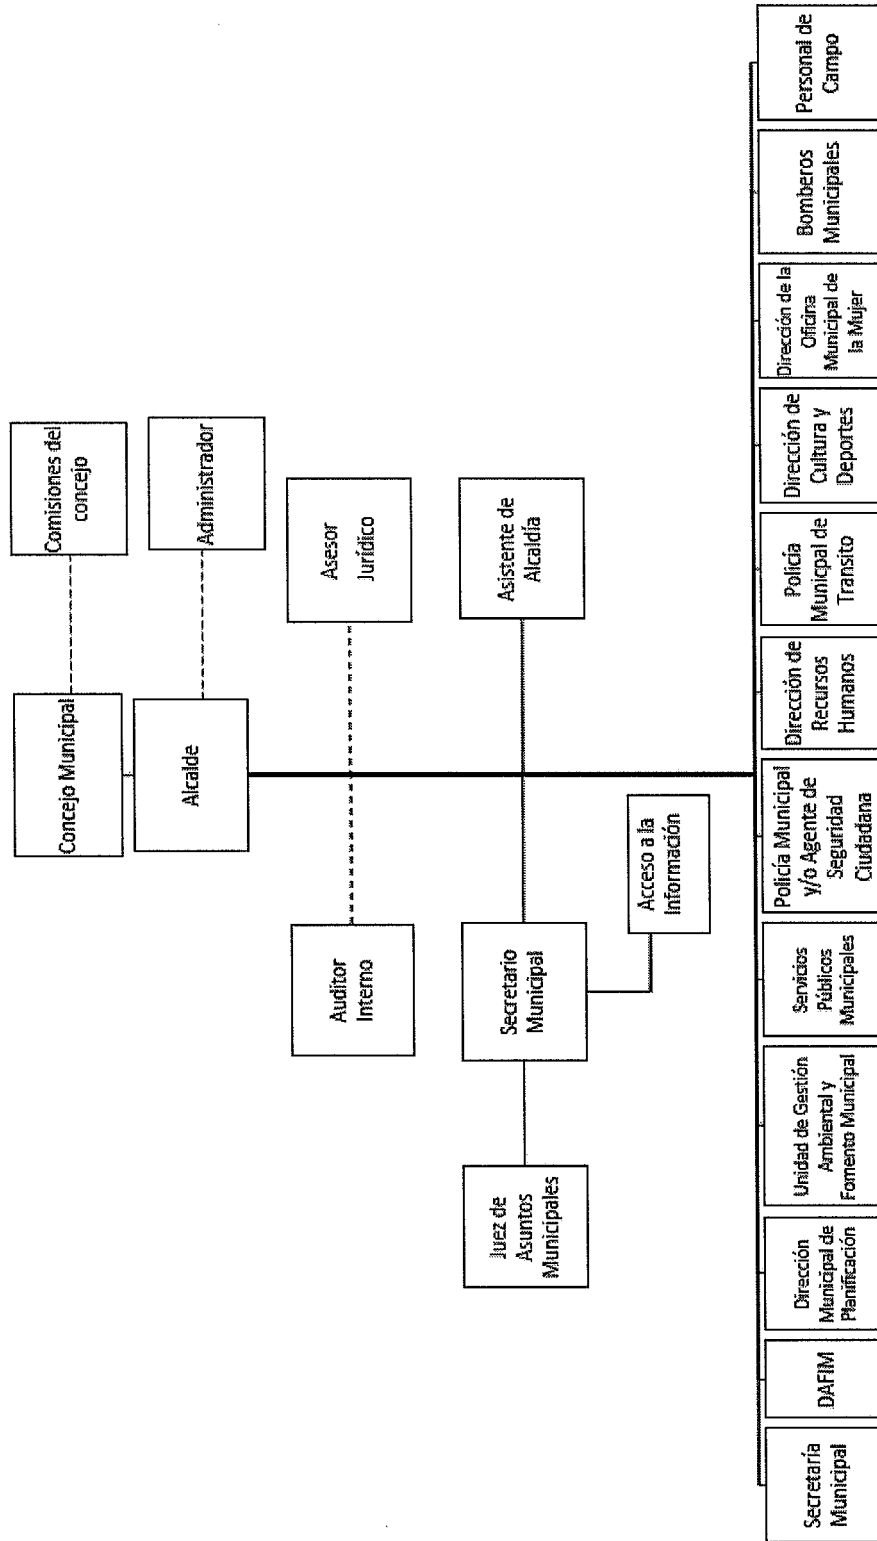 Concejo Municipal
Comisiones del
concejo
Alcalde
Administrador
Auditor
Interno
Asesor
Jurídico
Juez de
Asuntos
Municipales
Secretario
Municipal
Asistente de
Alcaldía
Acceso a la
Información
Secretaría
Municipal
DAFIM
Dirección
Municipal de
Planificación
Unidad de Gestión
Ambiental y
Fomento Municipal
Servicios
Públicos
Municipales
Policía Municipal
y/o Agente de
Seguridad
Ciudadana
Dirección de
Recursos
Humanos
Policía
Municpal de
Transito
Dirección de
Cultura y
Deportes
Dirección de la
Oficina
Municipal de
la Mujer
Bomberos
Municipales
Personal de
Campo